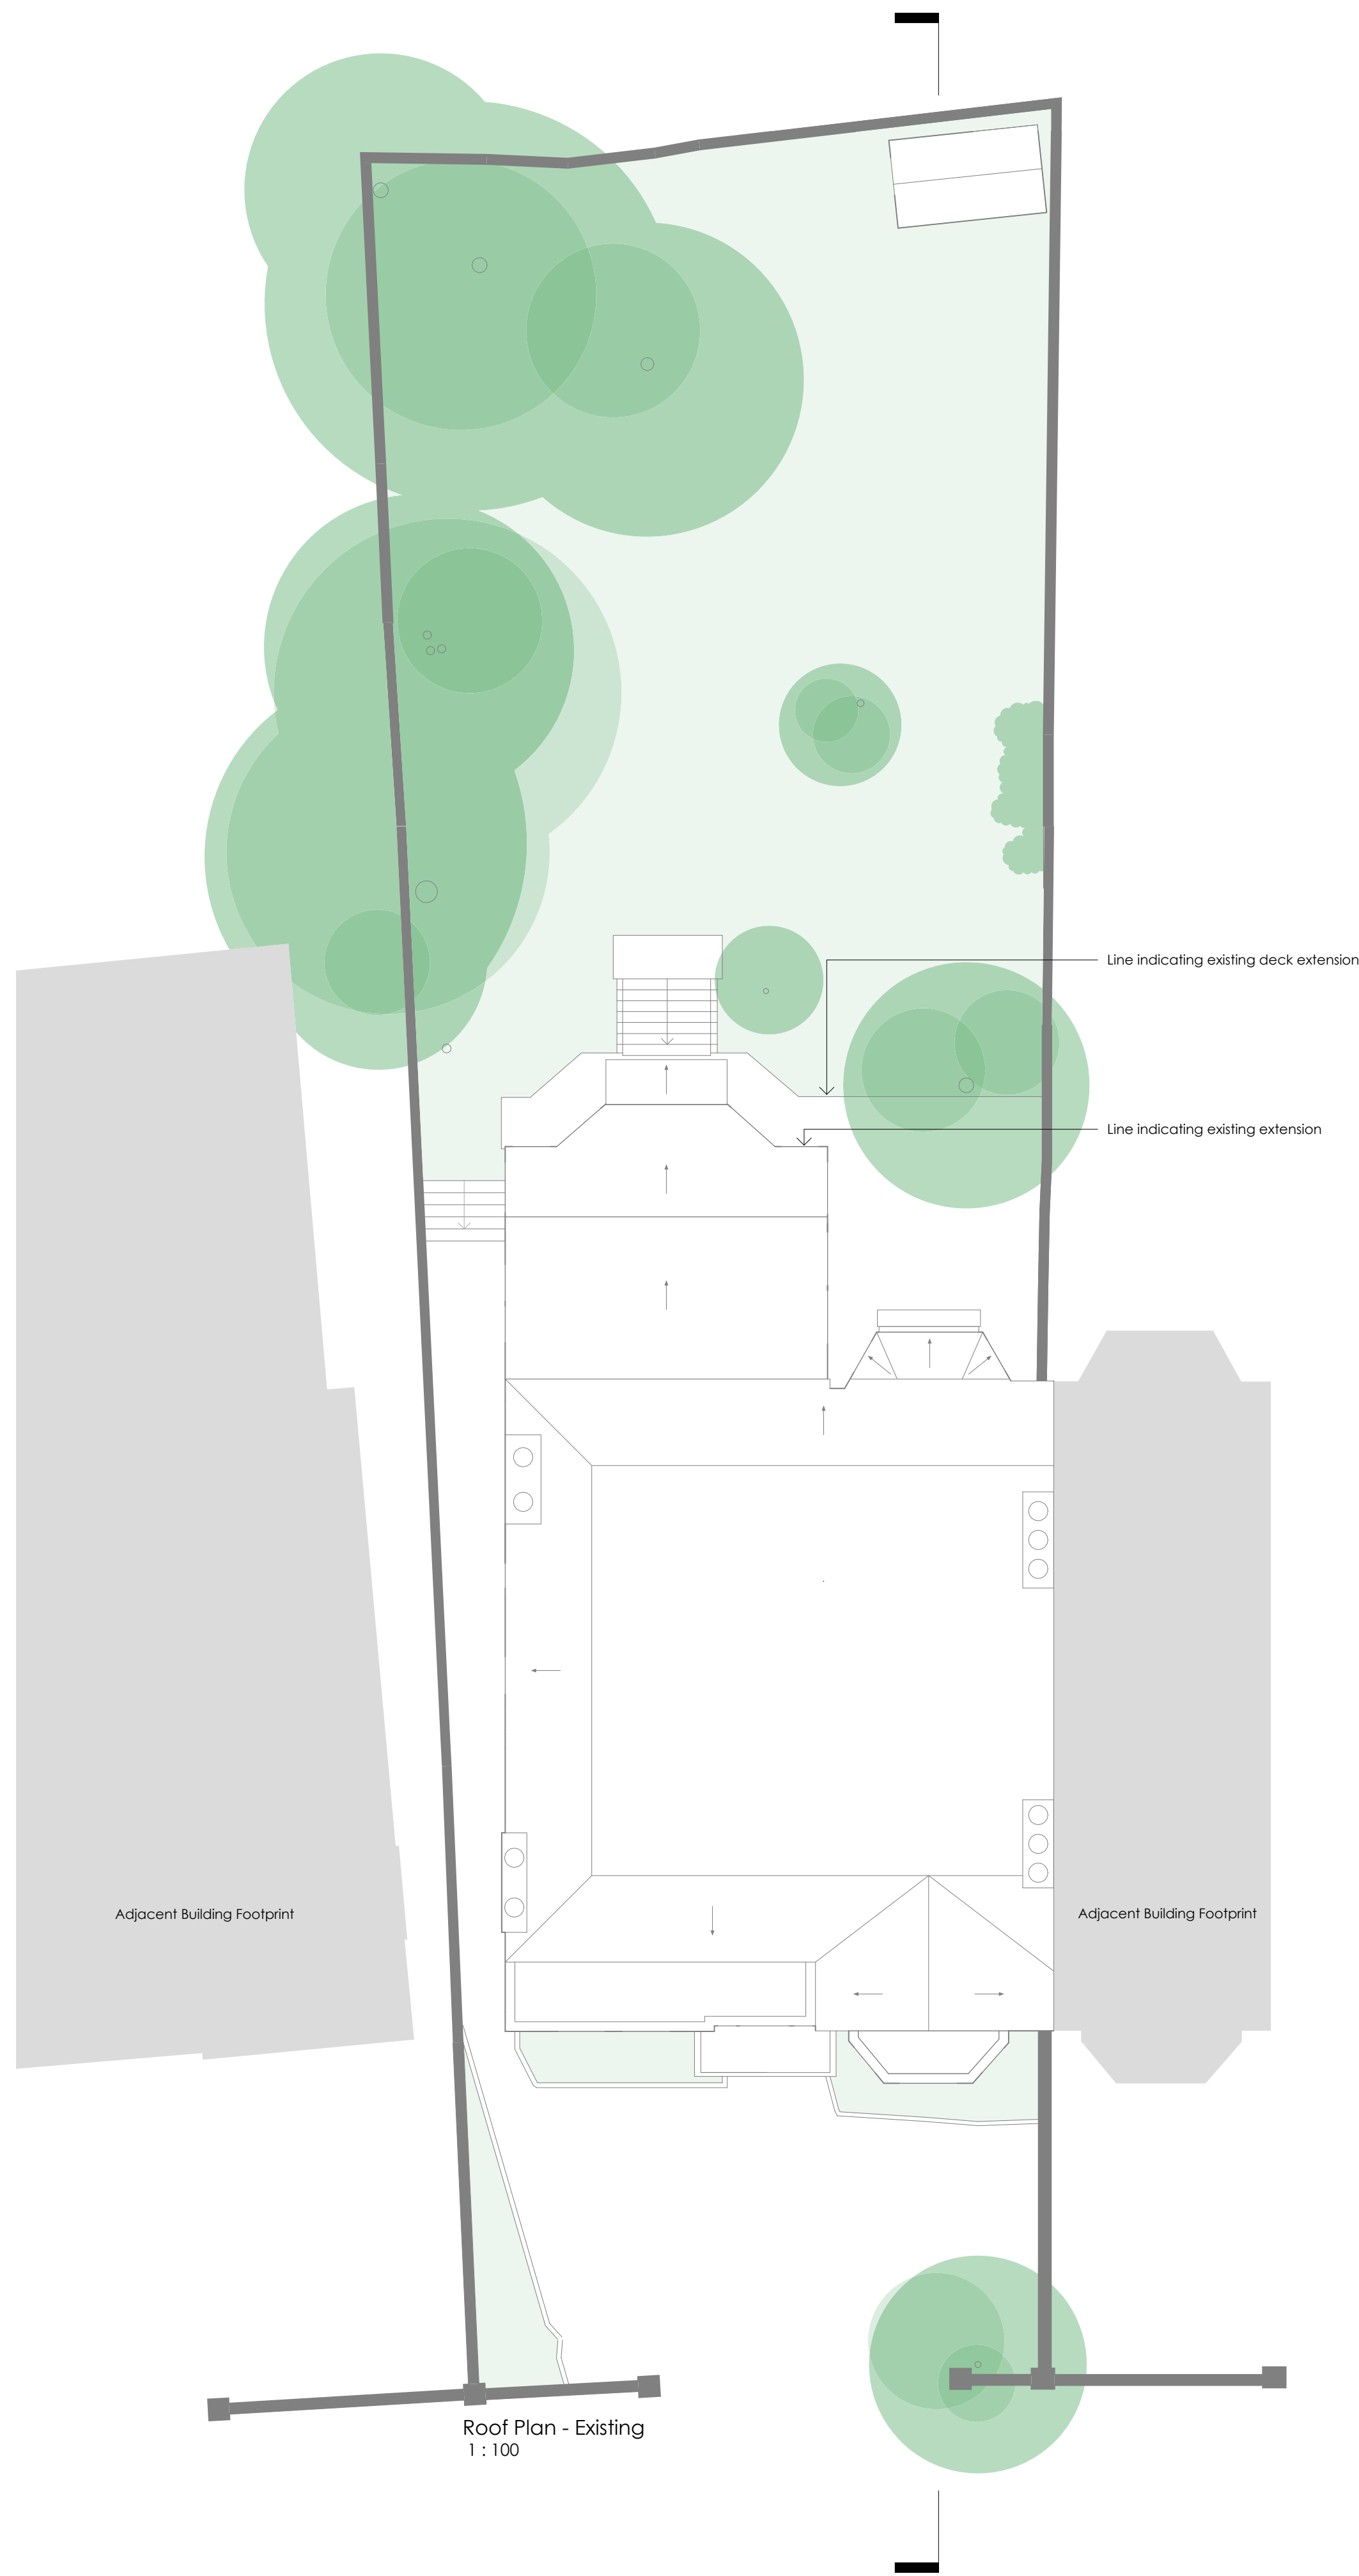 Line indicating existing deck extension
Line indicating existing extension
Adjacent Building Footprint
Adjacent Building Footprint
Roof Plan - Existing
1 : 100